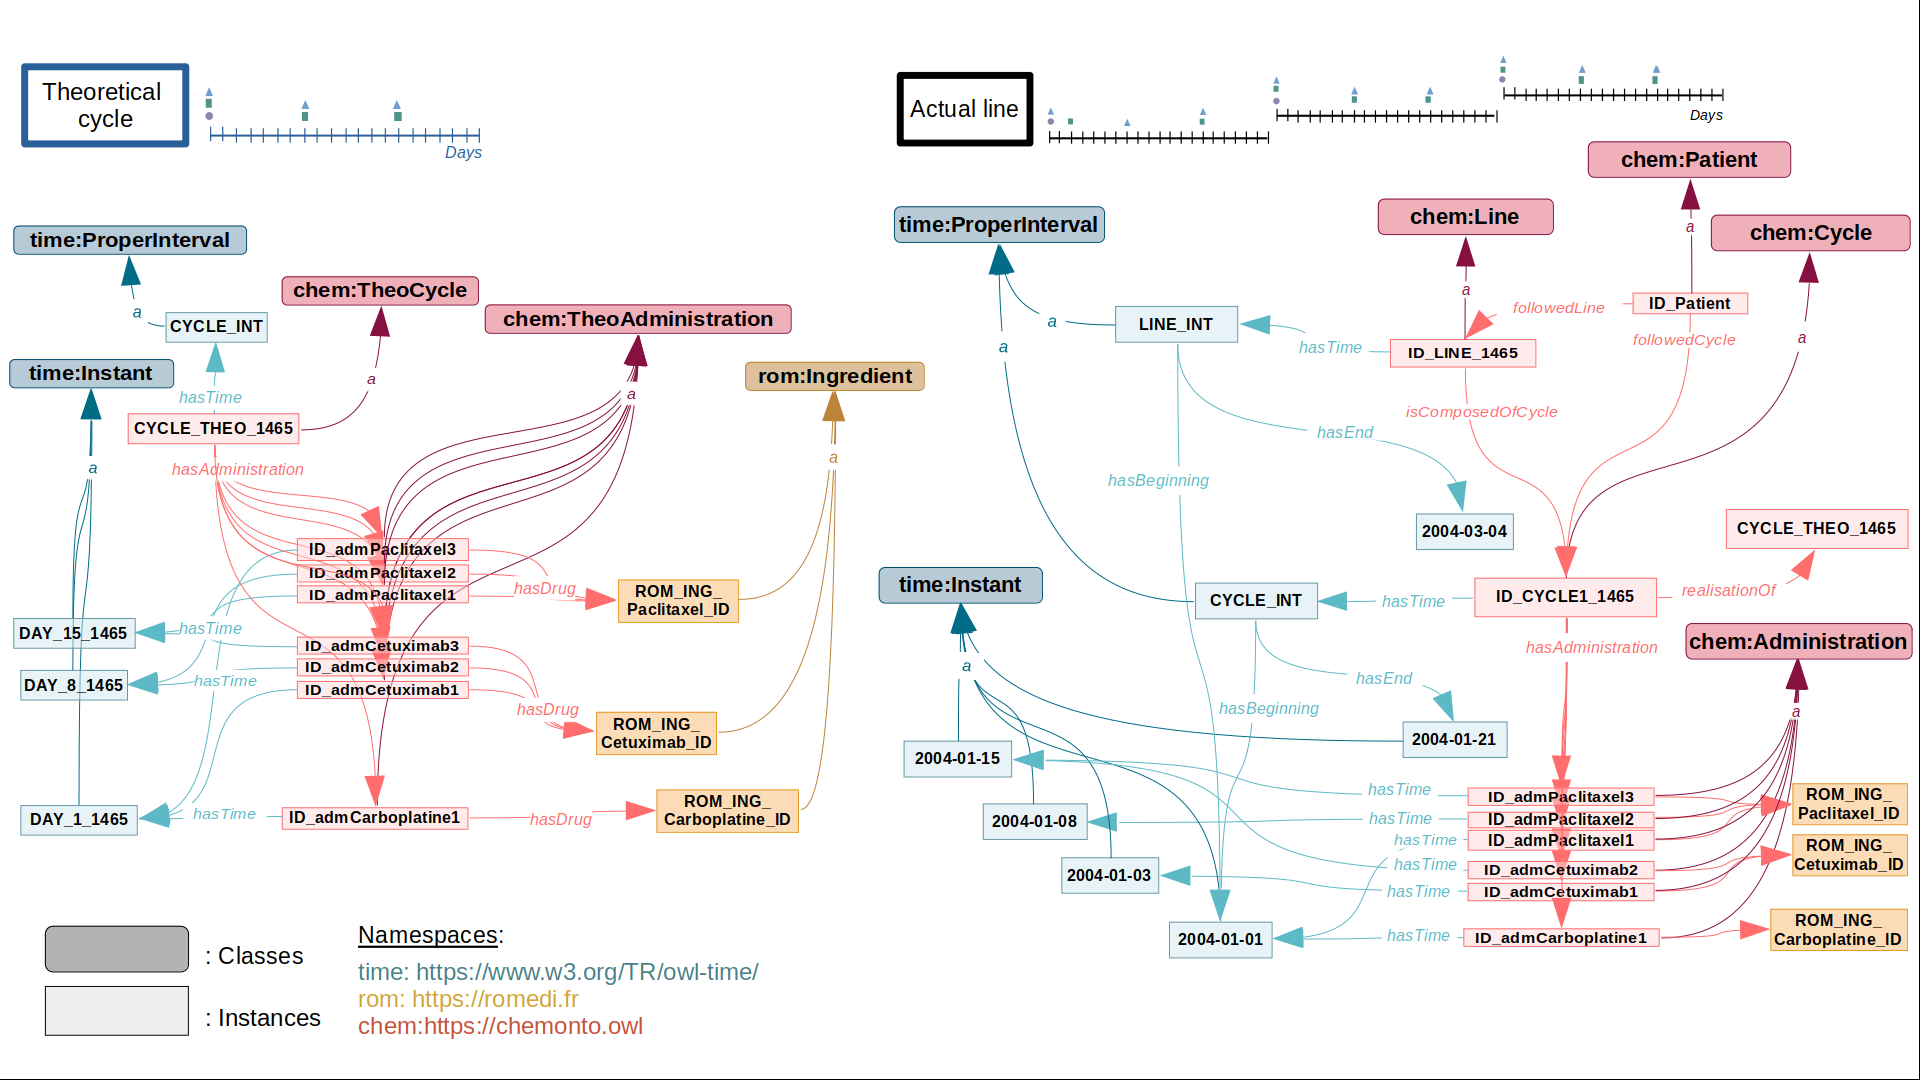 Theoretical
cycle
Days
time:ProperInterval
a
CYCLE_INT
chem:TheoCycle
chem:TheoAdministration
time:Instant
hasTime
a
a
rom:Ingredient
CYCLE_THEO_1465
a
hasAdministration
a
ID_admPaclitaxel3
ID_admPaclitaxel2
ID_admPaclitaxel1
hasDrug
ROM_ING_
Paclitaxel_ID
DAY_15_1465
hasTime
ID_admCetuximab3
ID_admCetuximab2
ID_admCetuximab1
DAY_8_1465
hasTime
hasDrug
ROM_ING_
Cetuximab_ID
DAY_1_1465
hasTime
ID_admCarboplatine1
hasDrug
ROM_ING_
Carboplatine_ID
: Classes
: Instances
Namespaces:
time: https://www.w3.org/TR/owl-time/
rom: https://romedi.fr
chem:https://chemonto.owl
Actual line
Days
chem:Patient
time:ProperInterval
chem:Line
chem:Cycle
a
a
ID_Patient
followedLine
a
LINE_INT
a
hasTime
ID_LINE_1465
followedCycle
a
isComposedOfCycle
hasEnd
hasBeginning
2004-03-04
CYCLE_THEO_1465
time:Instant
CYCLE_INT
hasTime
ID_CYCLE1_1465
realisationOf
hasAdministration
chem:Administration
a
hasEnd
hasBeginning
a
2004-01-21
2004-01-15
hasTime
ID_admPaclitaxel3
ROM_ING_
Paclitaxel_ID
2004-01-08
hasTime
ID_admPaclitaxel2
hasTime
ID_admPaclitaxel1
ROM_ING_
Cetuximab_ID
hasTime
ID_admCetuximab2
2004-01-03
hasTime
ID_admCetuximab1
2004-01-01
hasTime
ID_admCarboplatine1
ROM_ING_
Carboplatine_ID